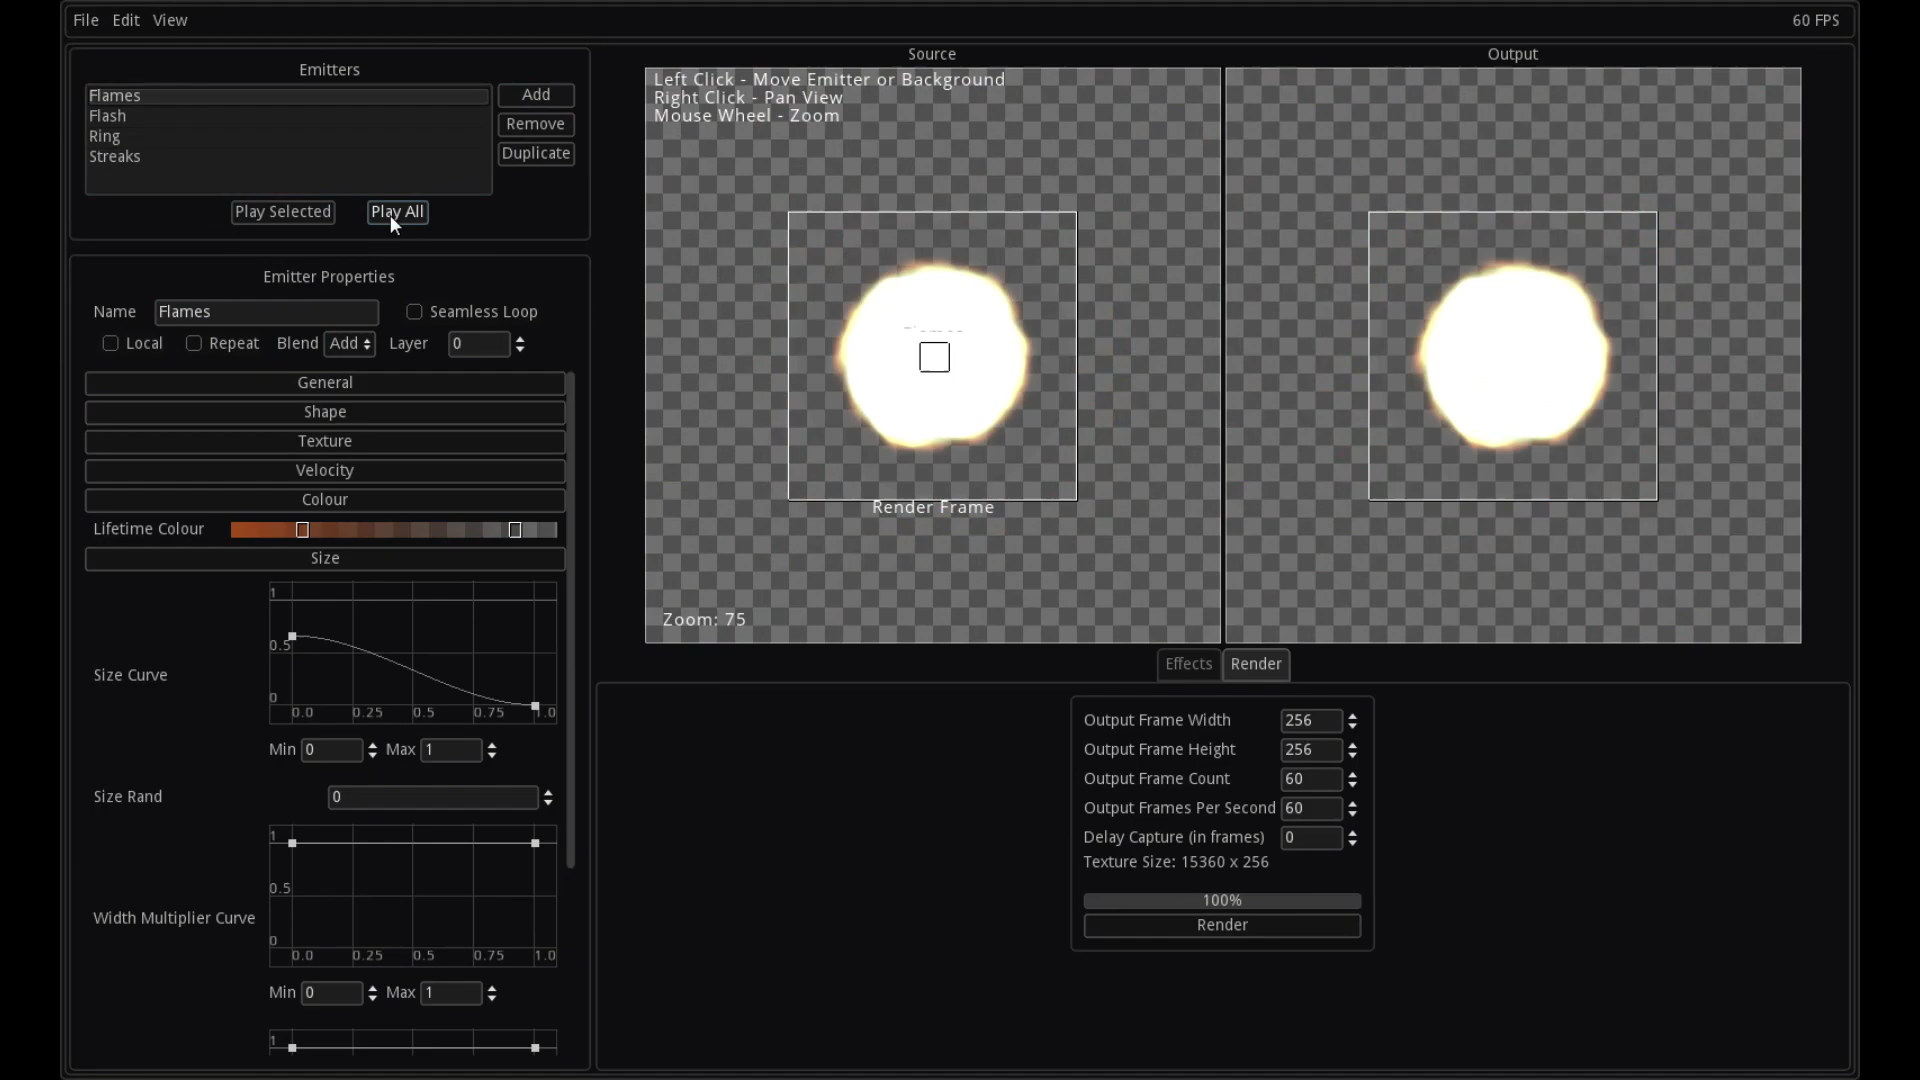 File Edit View 60 FPS
Emitters
Flames
Flash
Ring
Streaks
Add
Remove
Duplicate
Play Selected Play All
Emitter Properties
Name Flames Seamless Loop
Local Repeat Blend Add Layer 0
General
Shape
Texture
Velocity
Colour
Lifetime Colour
Size
1
0.5
0
0.0 0.25 0.5 0.75 1.0
Size Curve
Min 0 Max 1
Size Rand 0
1
0.5
0
0.0 0.25 0.5 0.75 1.0
Width Multiplier Curve
Min 0 Max 1
1
Source
Left Click - Move Emitter or Background
Right Click - Pan View
Mouse Wheel - Zoom
Render Frame
Zoom: 75
Output
Effects Render
Output Frame Width 256
Output Frame Height 256
Output Frame Count 60
Output Frames Per Second 60
Delay Capture (in frames) 0
Texture Size: 15360 x 256
100%
Render